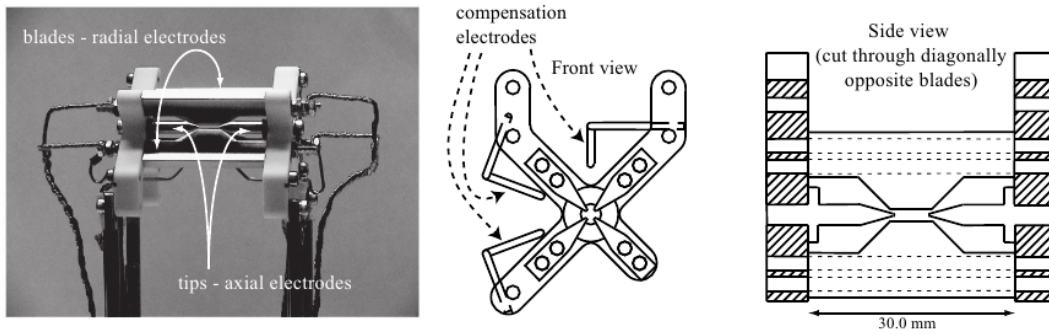 blades - radial electrodes
tips - axial electrodes
compensation
electrodes
Front view
Side view
(cut through diagonally
opposite blades)
30.0 mm